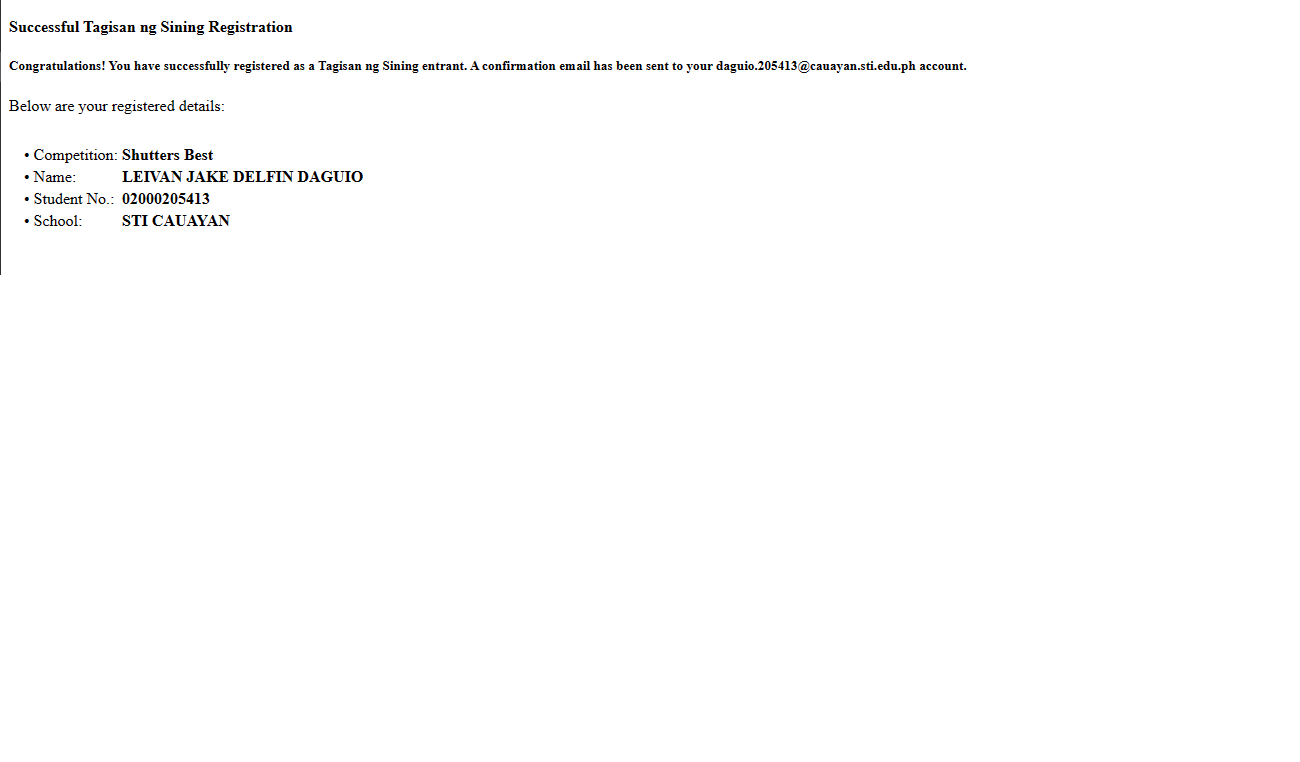 Successful Tagisan ng Sining Registration
Congratulations! You have successfully registered as a Tagisan ng Sining entrant. A confirmation email has been sent to your daguio.205413@cauayan.sti.edu.ph account.
Below are your registered details:
• Competition: Shutters Best
• Name: LEIVAN JAKE DELFIN DAGUIO
• Student No.: 02000205413
• School: STI CAUAYAN